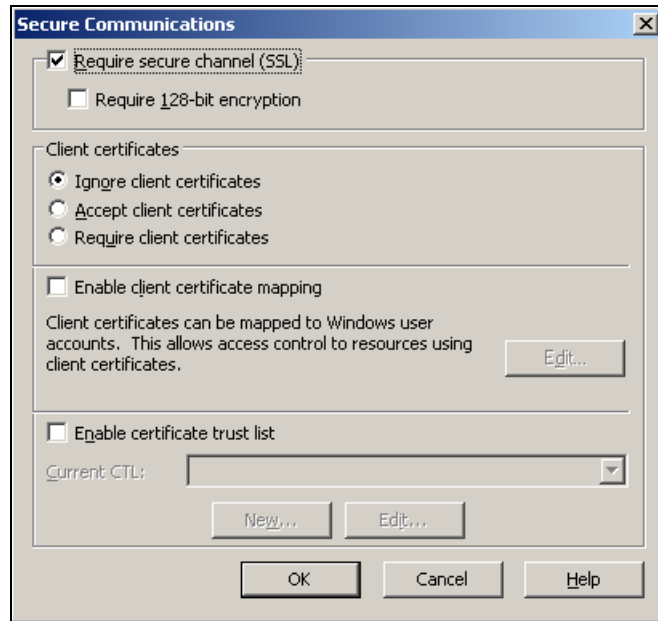 Secure Communications
Require secure channel (SSL)
Require 128-bit encryption
Client certificates
Ignore client certificates
Accept client certificates
Require client certificates
Enable client certificate mapping
Client certificates can be mapped to Windows user
accounts. This allows access control to resources using
client certificates.
Edit...
Enable certificate trust list
Current CTL:
New... Edit...
OK Cancel Help